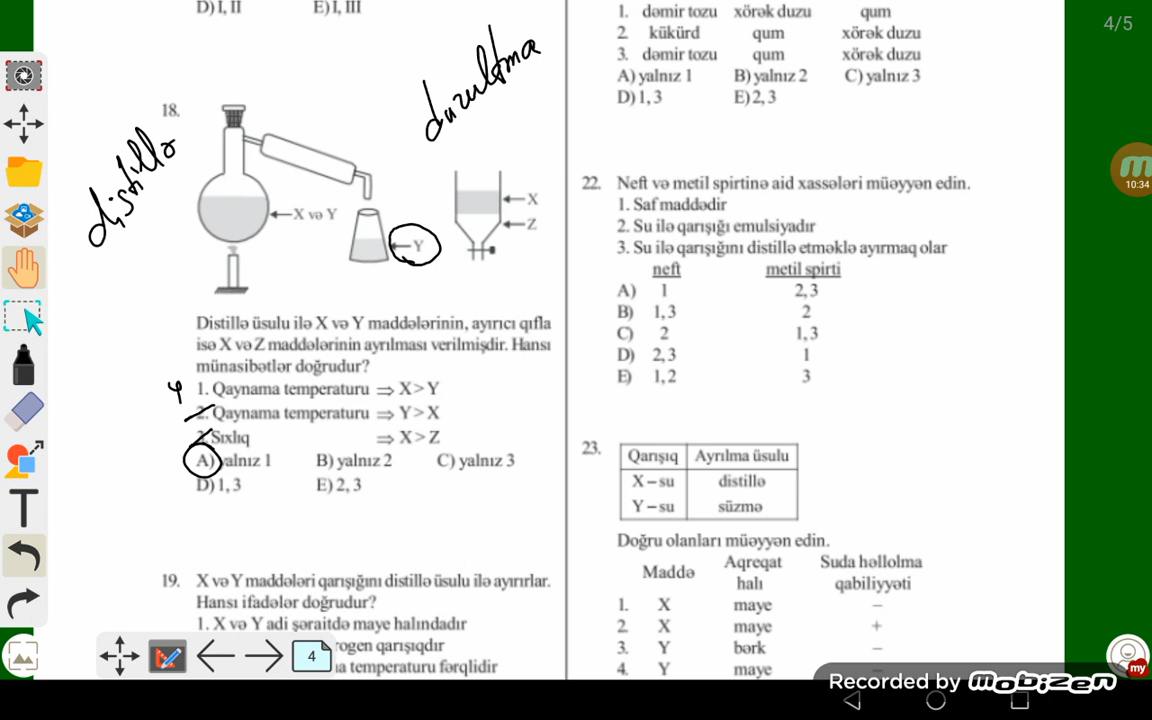 D) I, II E) I, III
18.
distillə
duzultma
X və Y
Y
X
Z
Distillə üsulu ilə X və Y maddələrinin, ayırıcı qıfla
isə X və Z maddələrinin ayrılması verilmişdir. Hansı
münasibətlər doğrudur?
1. Qaynama temperaturu ⇒ X>Y
2. Qaynama temperaturu ⇒ Y>X
Sıxlıq ⇒ X>Z
A) yalnız 1 B) yalnız 2 C) yalnız 3
D) 1, 3 E) 2, 3
19. X və Y maddələri qarışığını distillə üsulu ilə ayırırlar.
Hansı ifadələr doğrudur?
1. X və Y adi şəraitdə maye halındadır
rogen qarışıqdır
a temperaturu fərqlidir
1. dəmir tozu xörək duzu qum
2. kükürd qum xörək duzu
3. dəmir tozu qum xörək duzu
A) yalnız 1 B) yalnız 2 C) yalnız 3
D) 1, 3 E) 2, 3
22. Neft və metil spirtinə aid xassələri müəyyən edin.
1. Saf maddədir
2. Su ilə qarışığı emulsiyadır
3. Su ilə qarışığını distillə etməklə ayırmaq olar
neft metil spirti
A) 1 2,3
B) 1,3 2
C) 2 1,3
D) 2,3 1
E) 1,2 3
23.
Qarışıq Ayrılma üsulu
X – su distillə
Y – su süzmə
Doğru olanları müəyyən edin.
Maddə Aqreqat halı Suda həllolma qabiliyyəti
1. X maye –
2. X maye +
3. Y bərk –
4. Y maye –
4/5
10:34
T
4
my
Recorded by mobizen